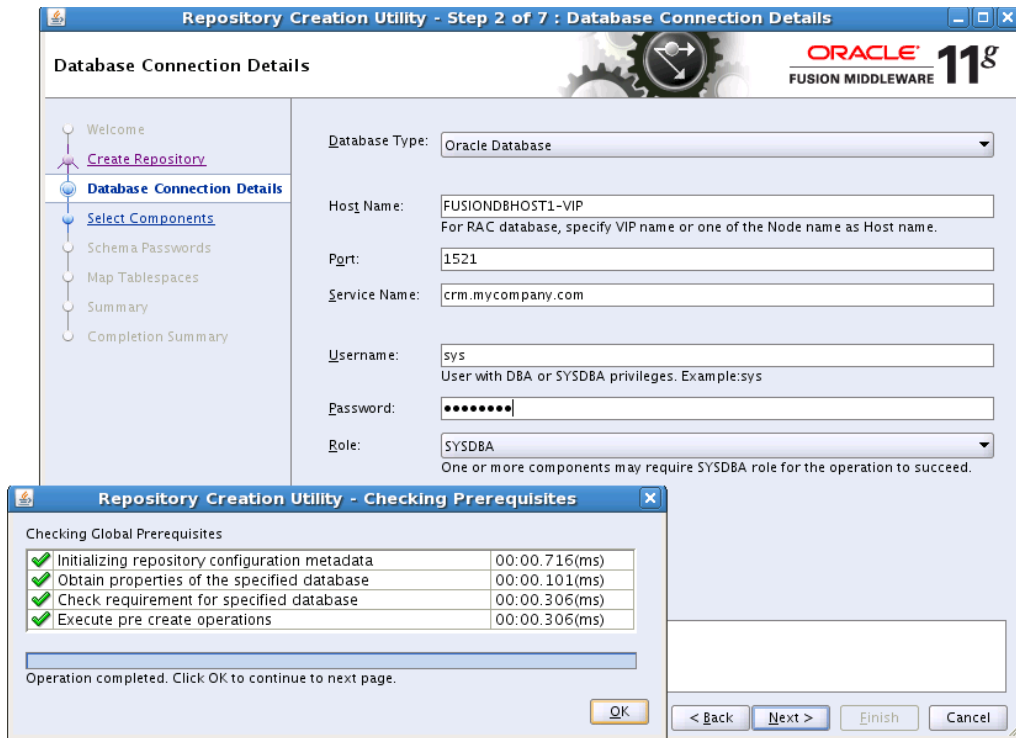 Repository Creation Utility - Step 2 of 7 : Database Connection Details
Database Connection Details
ORACLE
FUSION MIDDLEWARE 11g
Welcome
Create Repository
Database Connection Details
Select Components
Schema Passwords
Map Tablespaces
Summary
Completion Summary
Database Type: Oracle Database
Host Name: FUSIONDBHOST1-VIP
For RAC database, specify VIP name or one of the Node name as Host name.
Port: 1521
Service Name: crm.mycompany.com
Username: sys
User with DBA or SYSDBA privileges. Example:sys
Password: ••••••••
Role: SYSDBA
One or more components may require SYSDBA role for the operation to succeed.
Repository Creation Utility - Checking Prerequisites
Checking Global Prerequisites
Initializing repository configuration metadata 00:00.716(ms)
Obtain properties of the specified database 00:00.101(ms)
Check requirement for specified database 00:00.306(ms)
Execute pre create operations 00:00.306(ms)
Operation completed. Click OK to continue to next page.
OK
< Back Next > Finish Cancel